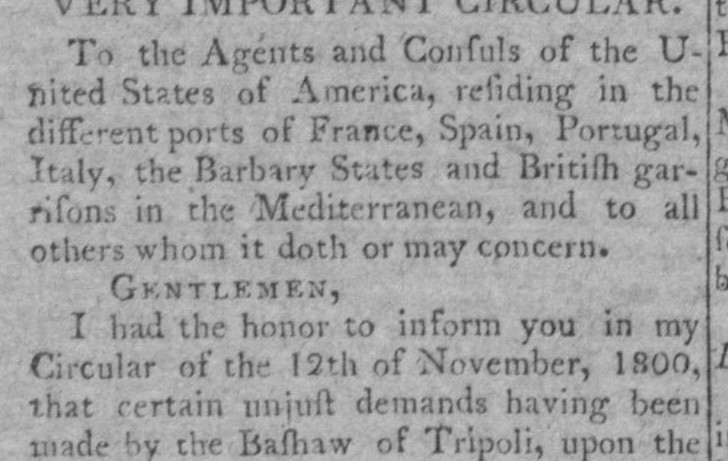 VERY IMPORTANT CIRCULAR.
To the Agents and Conſuls of the U-
nited States of America, reſiding in the
different ports of France, Spain, Portugal,
Italy, the Barbary States and Britiſh gar-
riſons in the Mediterranean, and to all
others whom it doth or may concern.
GENTLEMEN,
I had the honor to inform you in my
Circular of the 12th of November, 1800,
that certain unjuſt demands having been
made by the Baſhaw of Tripoli, upon the